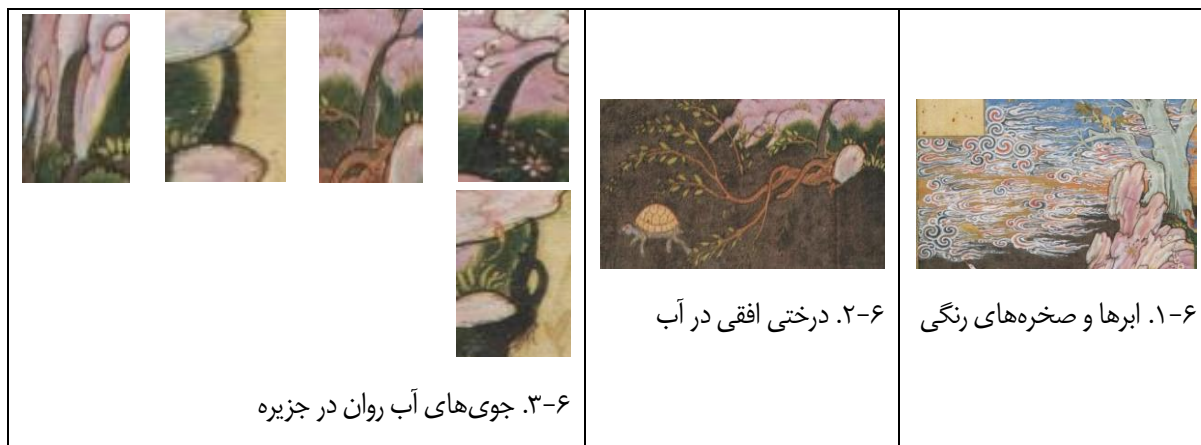 ۱-۶. ابرها و صخره‌های رنگی
۲-۶. درختی افقی در آب
۳-۶. جوی‌های آب روان در جزیره